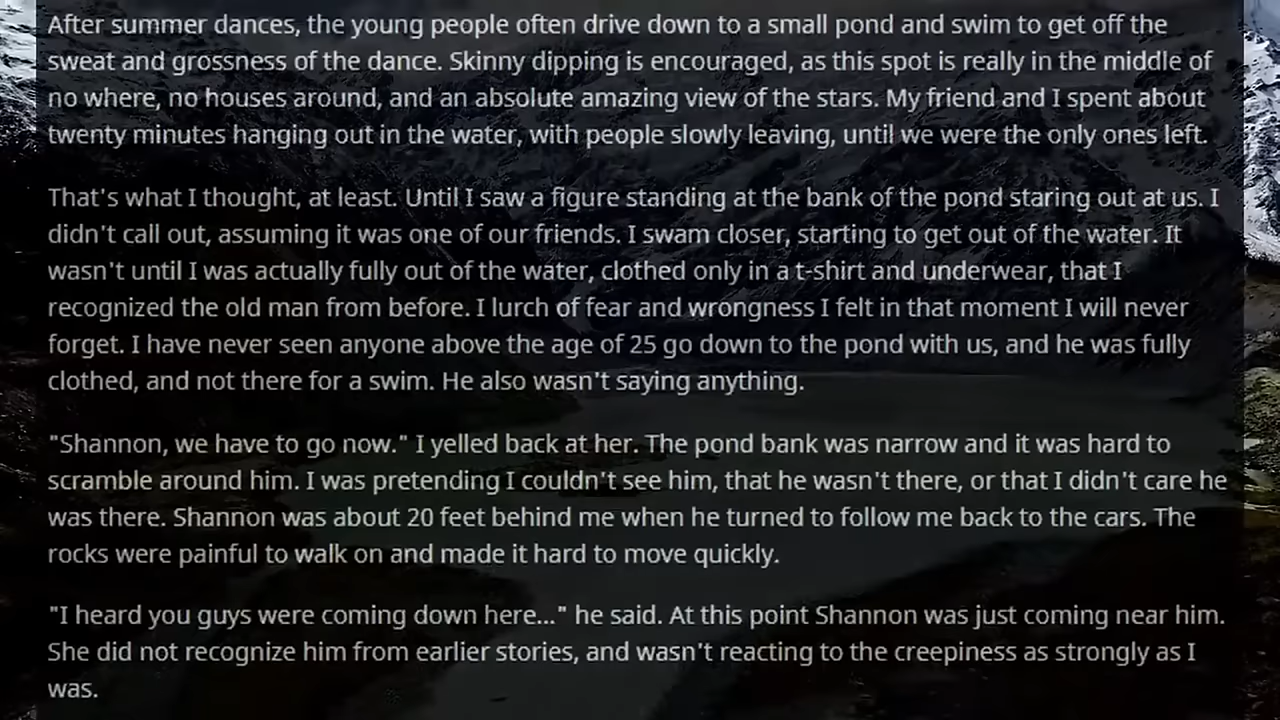 After summer dances, the young people often drive down to a small pond and swim to get off the
sweat and grossness of the dance. Skinny dipping is encouraged, as this spot is really in the middle of
no where, no houses around, and an absolute amazing view of the stars. My friend and I spent about
twenty minutes hanging out in the water, with people slowly leaving, until we were the only ones left.
That's what I thought, at least. Until I saw a figure standing at the bank of the pond staring out at us. I
didn't call out, assuming it was one of our friends. I swam closer, starting to get out of the water. It
wasn't until I was actually fully out of the water, clothed only in a t-shirt and underwear, that I
recognized the old man from before. I lurch of fear and wrongness I felt in that moment I will never
forget. I have never seen anyone above the age of 25 go down to the pond with us, and he was fully
clothed, and not there for a swim. He also wasn't saying anything.
"Shannon, we have to go now." I yelled back at her. The pond bank was narrow and it was hard to
scramble around him. I was pretending I couldn't see him, that he wasn't there, or that I didn't care he
was there. Shannon was about 20 feet behind me when he turned to follow me back to the cars. The
rocks were painful to walk on and made it hard to move quickly.
"I heard you guys were coming down here..." he said. At this point Shannon was just coming near him.
She did not recognize him from earlier stories, and wasn't reacting to the creepiness as strongly as I
was.